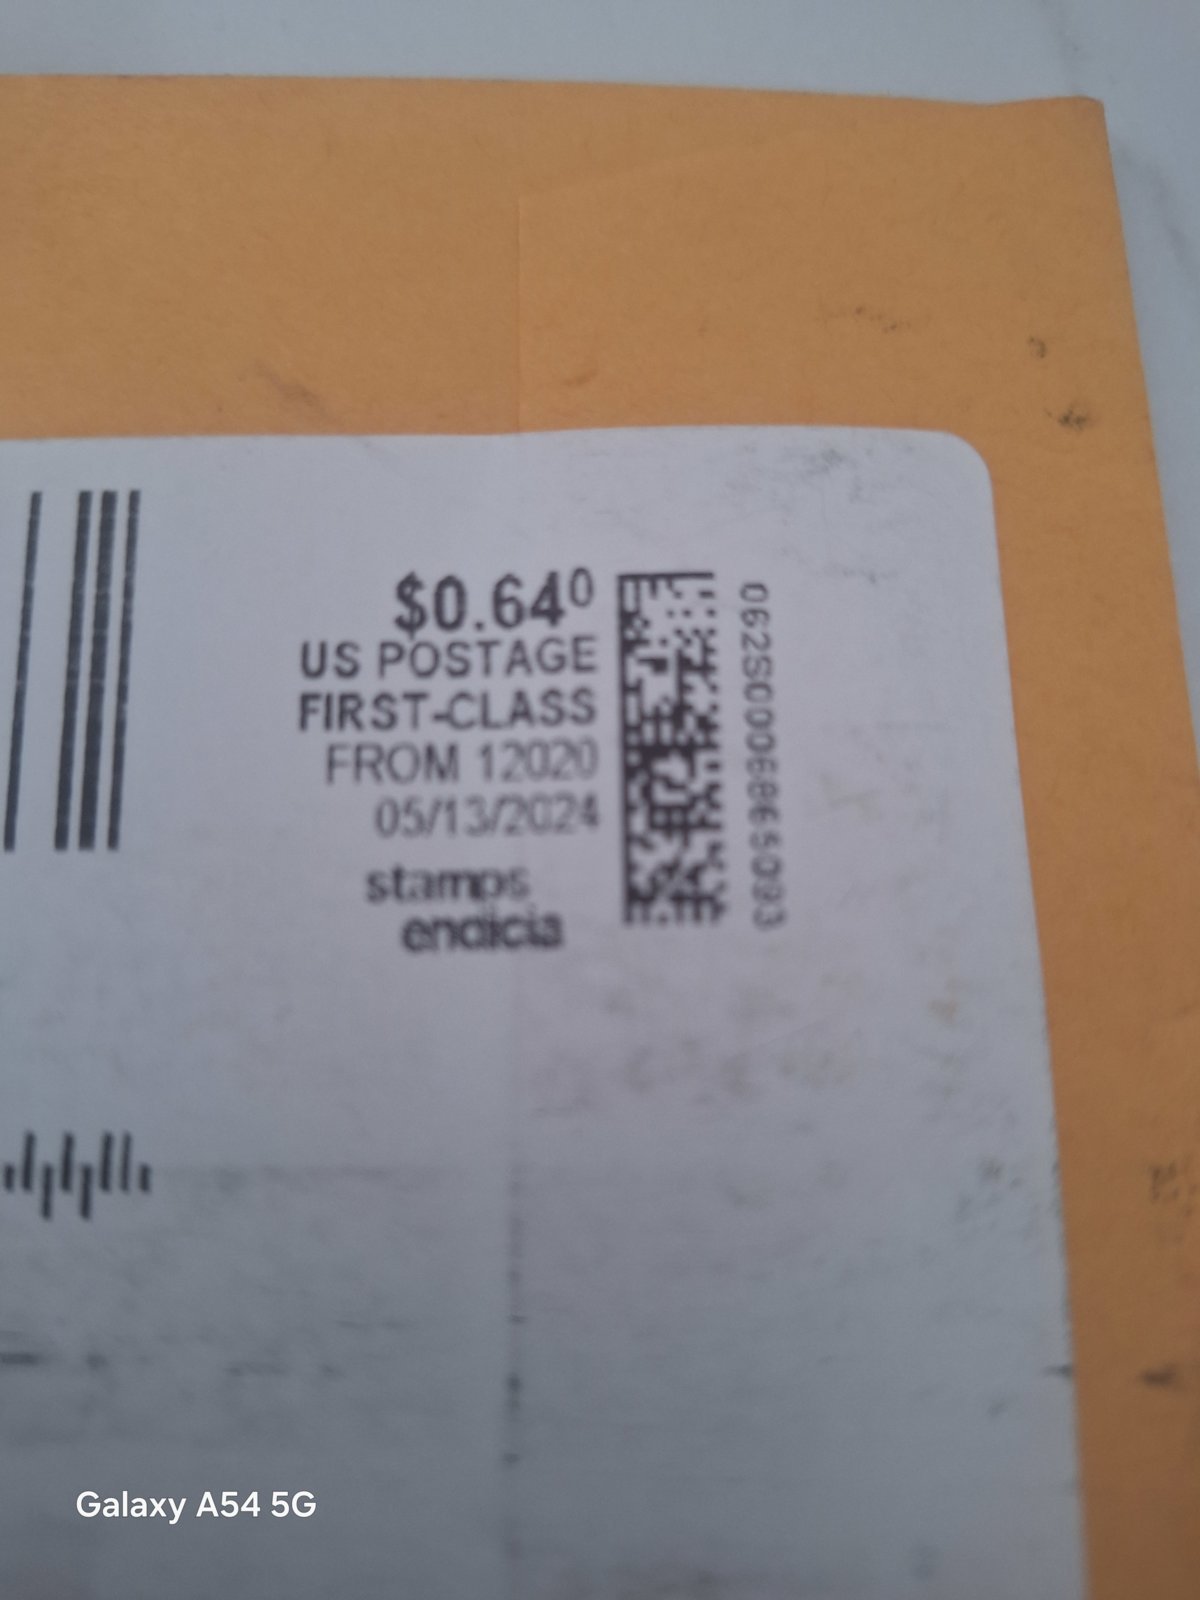 $0.64⁰
US POSTAGE
FIRST-CLASS
FROM 12020
05/13/2024
stamps
endicia
062S0006865093
Galaxy A54 5G